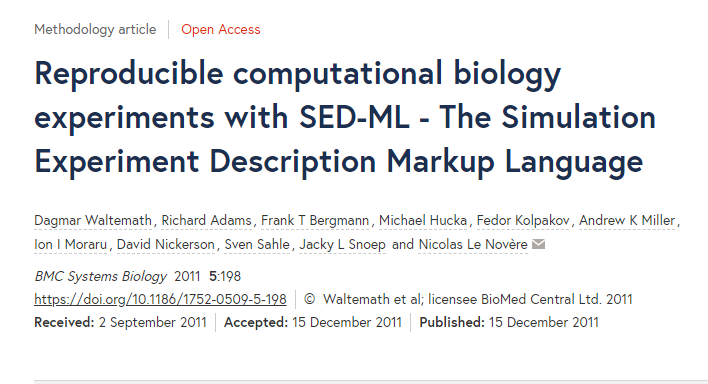 Methodology article | Open Access
Reproducible computational biology
experiments with SED-ML - The Simulation
Experiment Description Markup Language
Dagmar Waltemath, Richard Adams, Frank T Bergmann, Michael Hucka, Fedor Kolpakov, Andrew K Miller,
Ion I Moraru, David Nickerson, Sven Sahle, Jacky L Snoep and Nicolas Le Novère
BMC Systems Biology 2011 5:198
https://doi.org/10.1186/1752-0509-5-198 | © Waltemath et al; licensee BioMed Central Ltd. 2011
Received: 2 September 2011 | Accepted: 15 December 2011 | Published: 15 December 2011